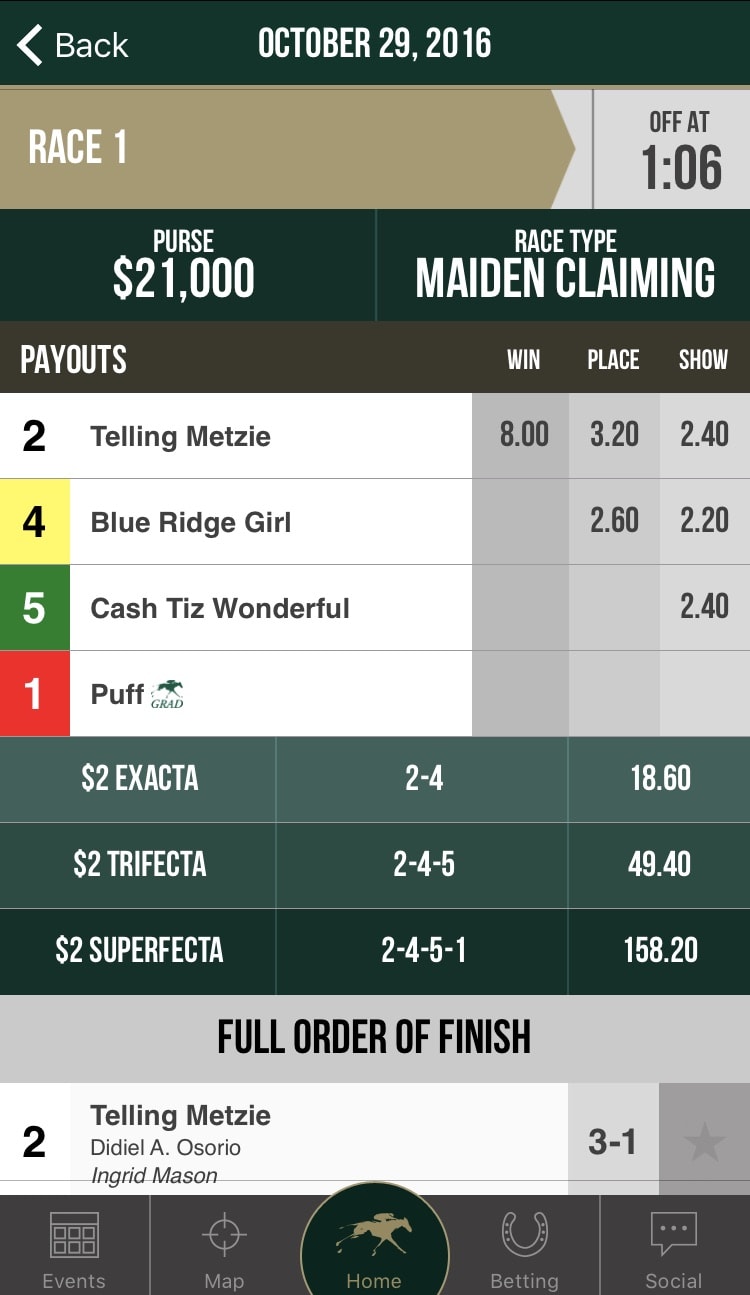 Back
OCTOBER 29, 2016
RACE 1
OFF AT
1:06
PURSE
$21,000
RACE TYPE
MAIDEN CLAIMING
PAYOUTS WIN PLACE SHOW
2 Telling Metzie 8.00 3.20 2.40
4 Blue Ridge Girl 2.60 2.20
5 Cash Tiz Wonderful 2.40
1 Puff GRAD
$2 EXACTA 2-4 18.60
$2 TRIFECTA 2-4-5 49.40
$2 SUPERFECTA 2-4-5-1 158.20
FULL ORDER OF FINISH
2 Telling Metzie 3-1
Didiel A. Osorio
Ingrid Mason
Events Map Home Betting Social